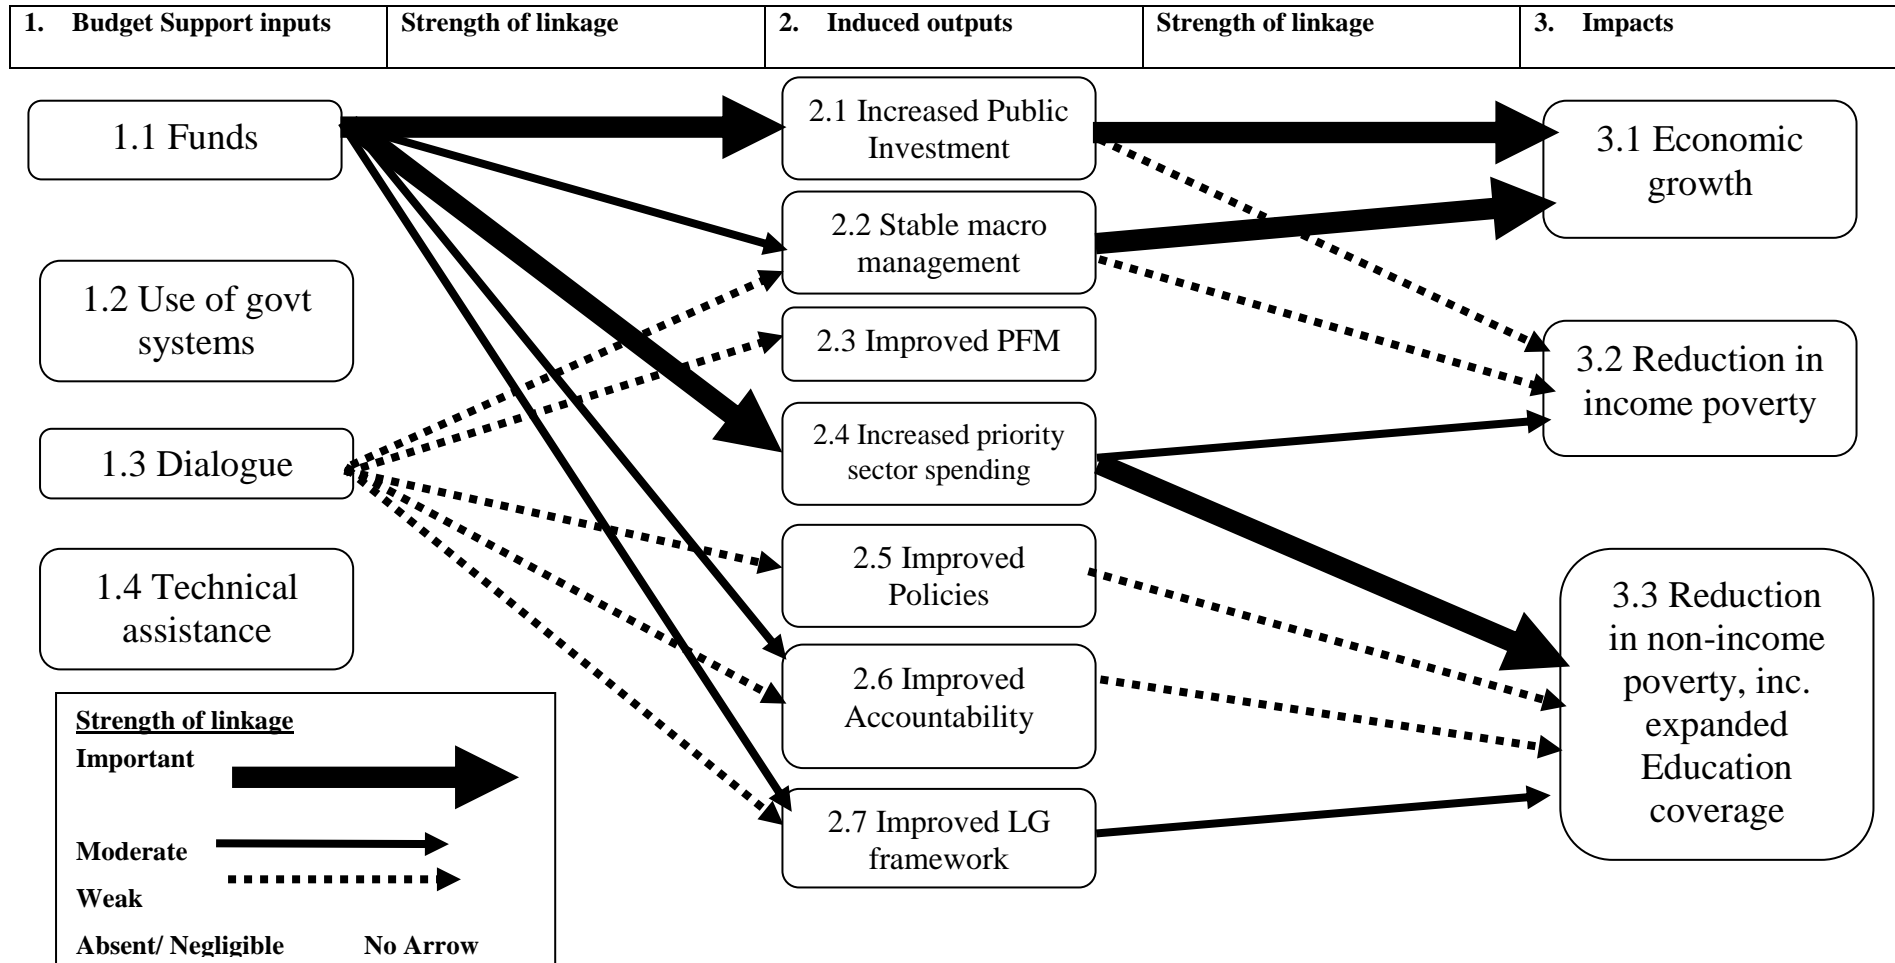 1. Budget Support inputs
Strength of linkage
2. Induced outputs
Strength of linkage
3. Impacts
1.1 Funds
1.2 Use of govt
systems
1.3 Dialogue
1.4 Technical
assistance
2.1 Increased Public
Investment
2.2 Stable macro
management
2.3 Improved PFM
2.4 Increased priority
sector spending
2.5 Improved
Policies
2.6 Improved
Accountability
2.7 Improved LG
framework
3.1 Economic
growth
3.2 Reduction in
income poverty
3.3 Reduction
in non-income
poverty, inc.
expanded
Education
coverage
Strength of linkage
Important
Moderate
Weak
Absent/ Negligible No Arrow